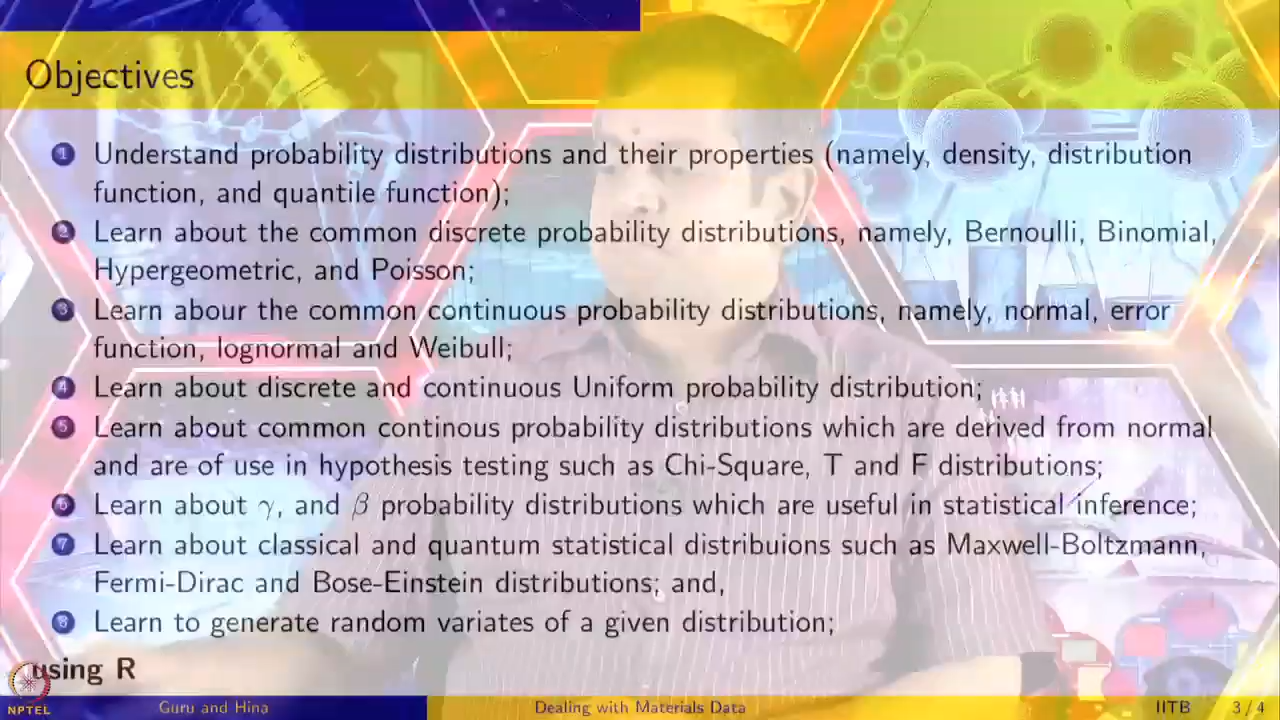 Objectives
1 Understand probability distributions and their properties (namely, density, distribution
function, and quantile function);
2 Learn about the common discrete probability distributions, namely, Bernoulli, Binomial,
Hypergeometric, and Poisson;
3 Learn abour the common continuous probability distributions, namely, normal, error
function, lognormal and Weibull;
4 Learn about discrete and continuous Uniform probability distribution;
5 Learn about common continous probability distributions which are derived from normal
and are of use in hypothesis testing such as Chi-Square, T and F distributions;
6 Learn about γ, and β probability distributions which are useful in statistical inference;
7 Learn about classical and quantum statistical distribuions such as Maxwell-Boltzmann,
Fermi-Dirac and Bose-Einstein distributions; and,
8 Learn to generate random variates of a given distribution;
using R
NPTEL
Guru and Hina Dealing with Materials Data IITB 3 / 4